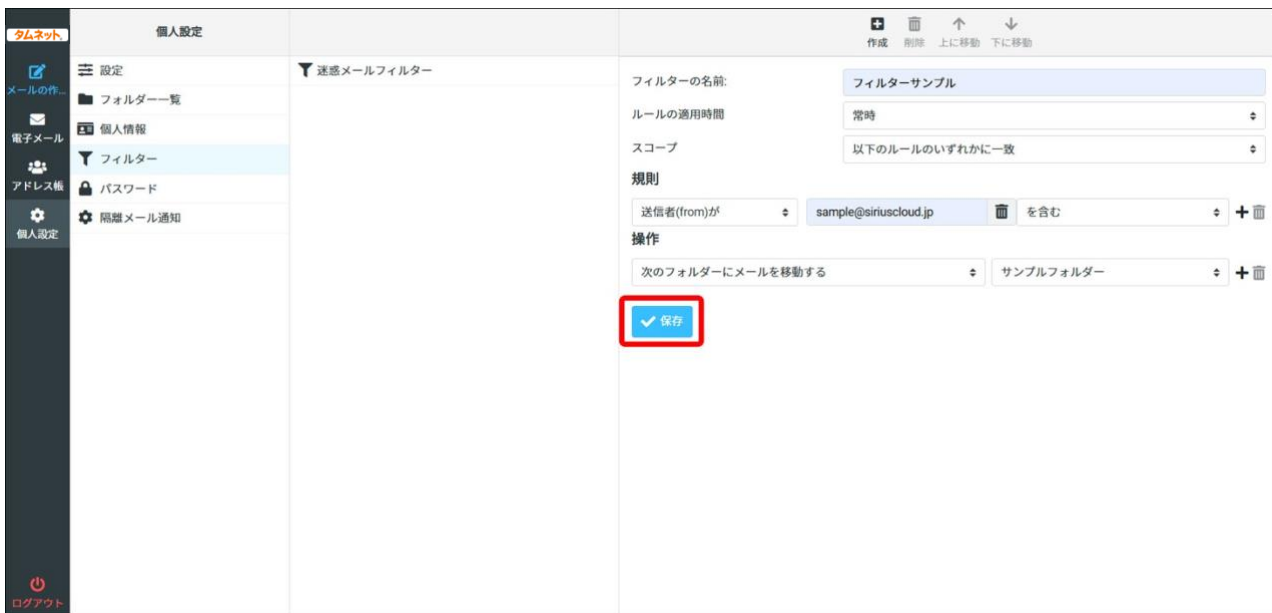 タムネット。
メールの作...
電子メール
アドレス帳
個人設定
ログアウト
個人設定
設定
フォルダー一覧
個人情報
フィルター
パスワード
隔離メール通知
迷惑メールフィルター
作成 削除 上に移動 下に移動
フィルターの名前: フィルターサンプル
ルールの適用時間 常時
スコープ 以下のルールのいずれかに一致
規則
送信者(from)が sample@siriuscloud.jp を含む
操作
次のフォルダーにメールを移動する サンプルフォルダー
保存